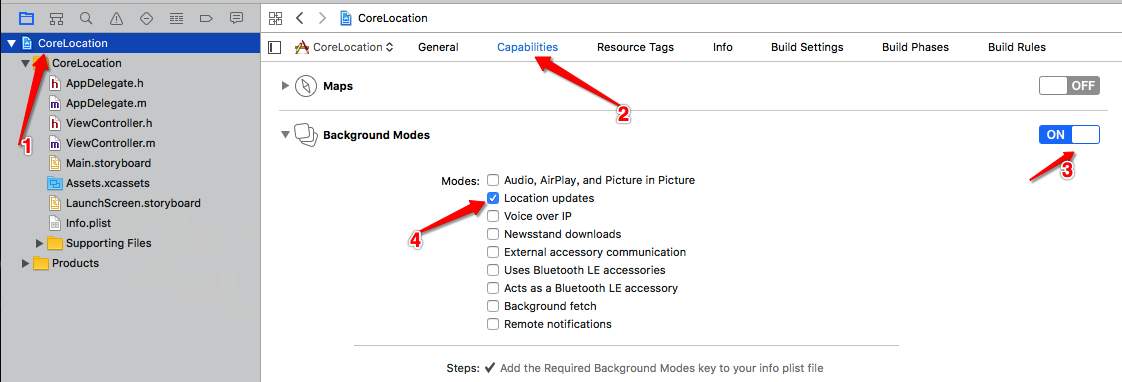 CoreLocation
CoreLocation
AppDelegate.h
AppDelegate.m
ViewController.h
ViewController.m
Main.storyboard
Assets.xcassets
LaunchScreen.storyboard
Info.plist
Supporting Files
Products
1
CoreLocation
CoreLocation General Capabilities Resource Tags Info Build Settings Build Phases Build Rules
2
Maps OFF
Background Modes ON
3
Modes: Audio, AirPlay, and Picture in Picture
Location updates
4
Voice over IP
Newsstand downloads
External accessory communication
Uses Bluetooth LE accessories
Acts as a Bluetooth LE accessory
Background fetch
Remote notifications
Steps: ✓ Add the Required Background Modes key to your info plist file